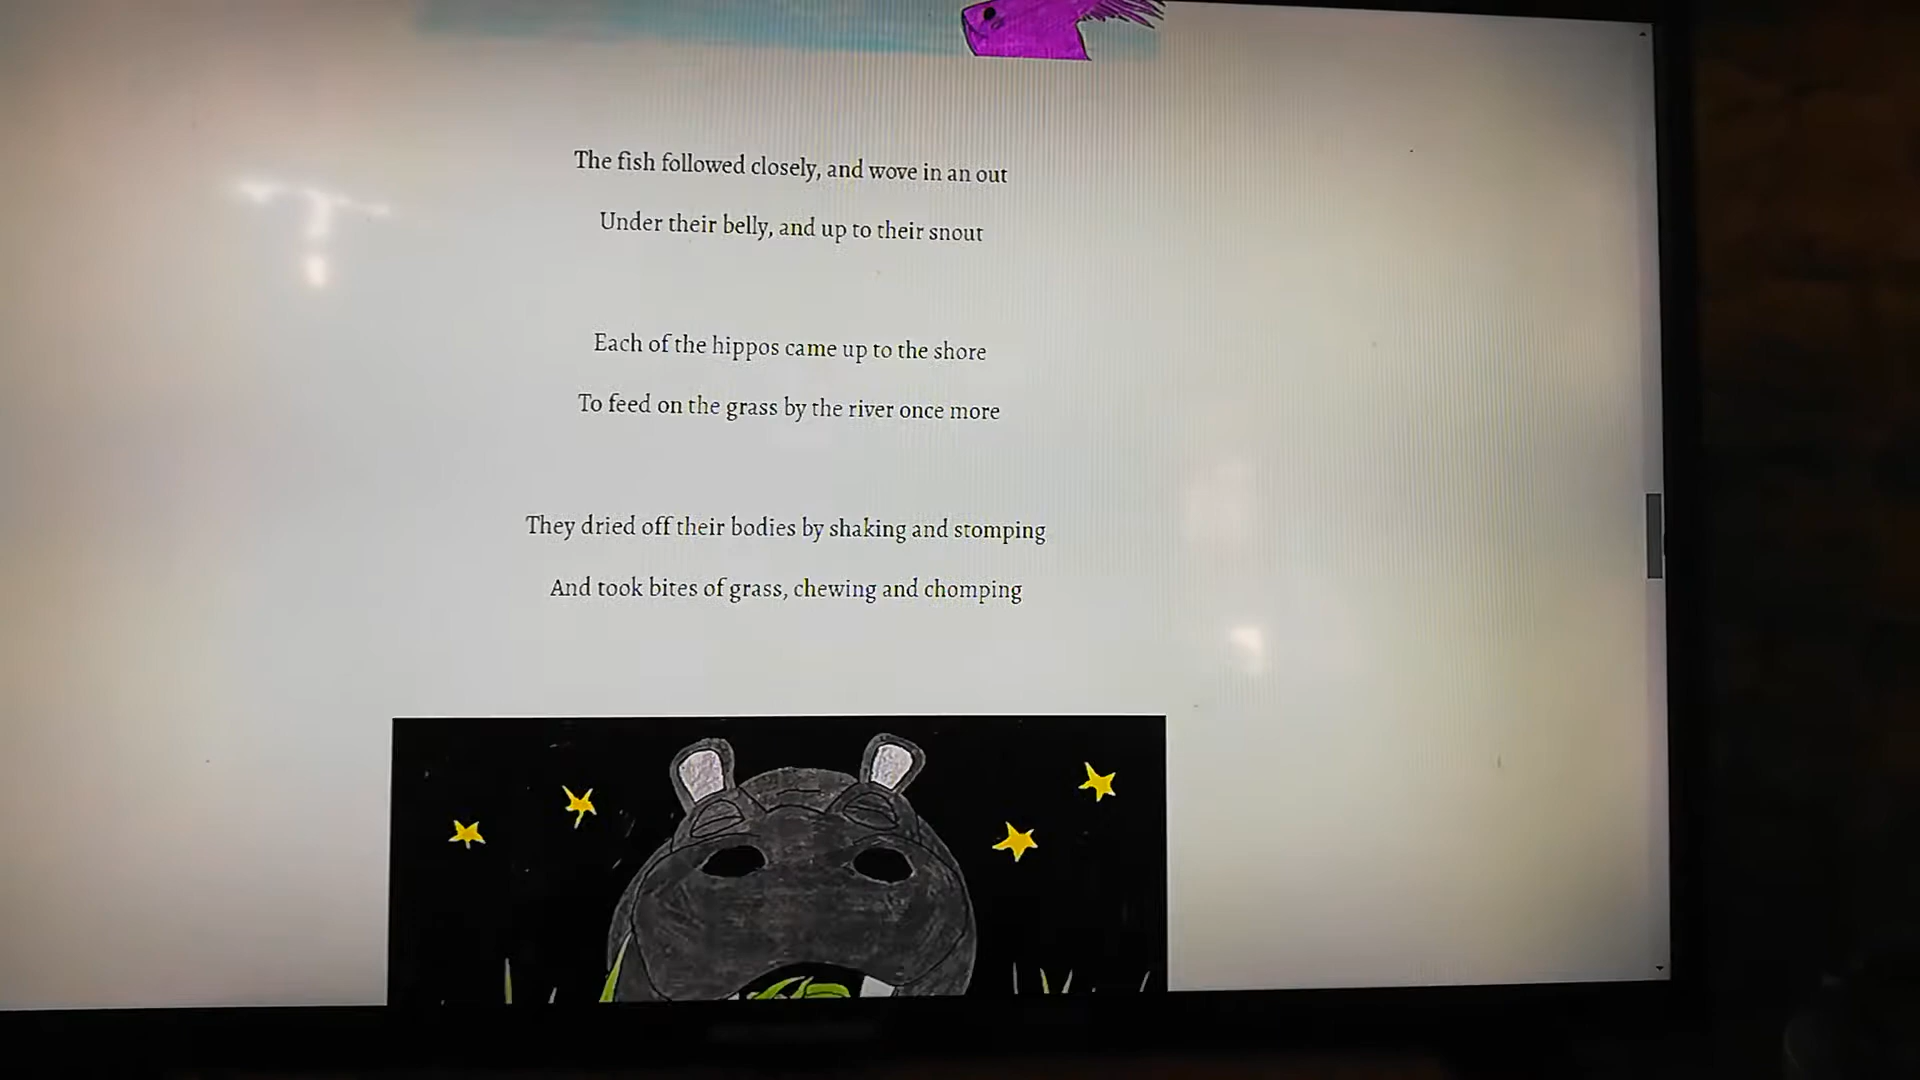 The fish followed closely, and wove in an out
Under their belly, and up to their snout
Each of the hippos came up to the shore
To feed on the grass by the river once more
They dried off their bodies by shaking and stomping
And took bites of grass, chewing and chomping